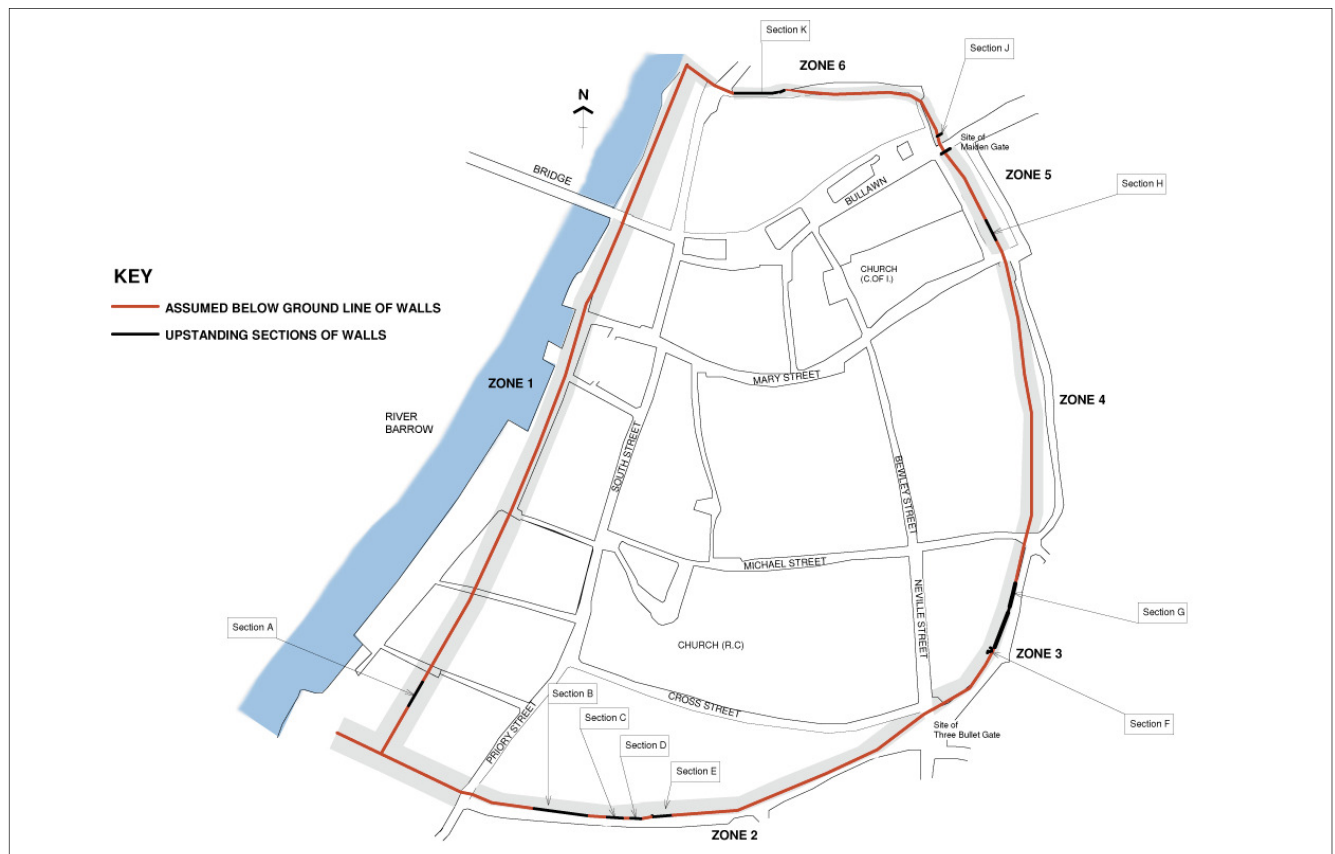 Section K
ZONE 6
Section J
N
Site of
Maiden Gate
BRIDGE
ZONE 5
BULLAWN
Section H
KEY
CHURCH
(C.OF I.)
ASSUMED BELOW GROUND LINE OF WALLS
UPSTANDING SECTIONS OF WALLS
ZONE 1
MARY STREET
ZONE 4
RIVER
BARROW
SOUTH STREET
BEWLEY STREET
MICHAEL STREET
NEVILLE STREET
Section G
Section A
CHURCH (R.C)
ZONE 3
Section B
CROSS STREET
PRIORY STREET
Section C
Section F
Site of
Three Bullet Gate
Section D
Section E
ZONE 2